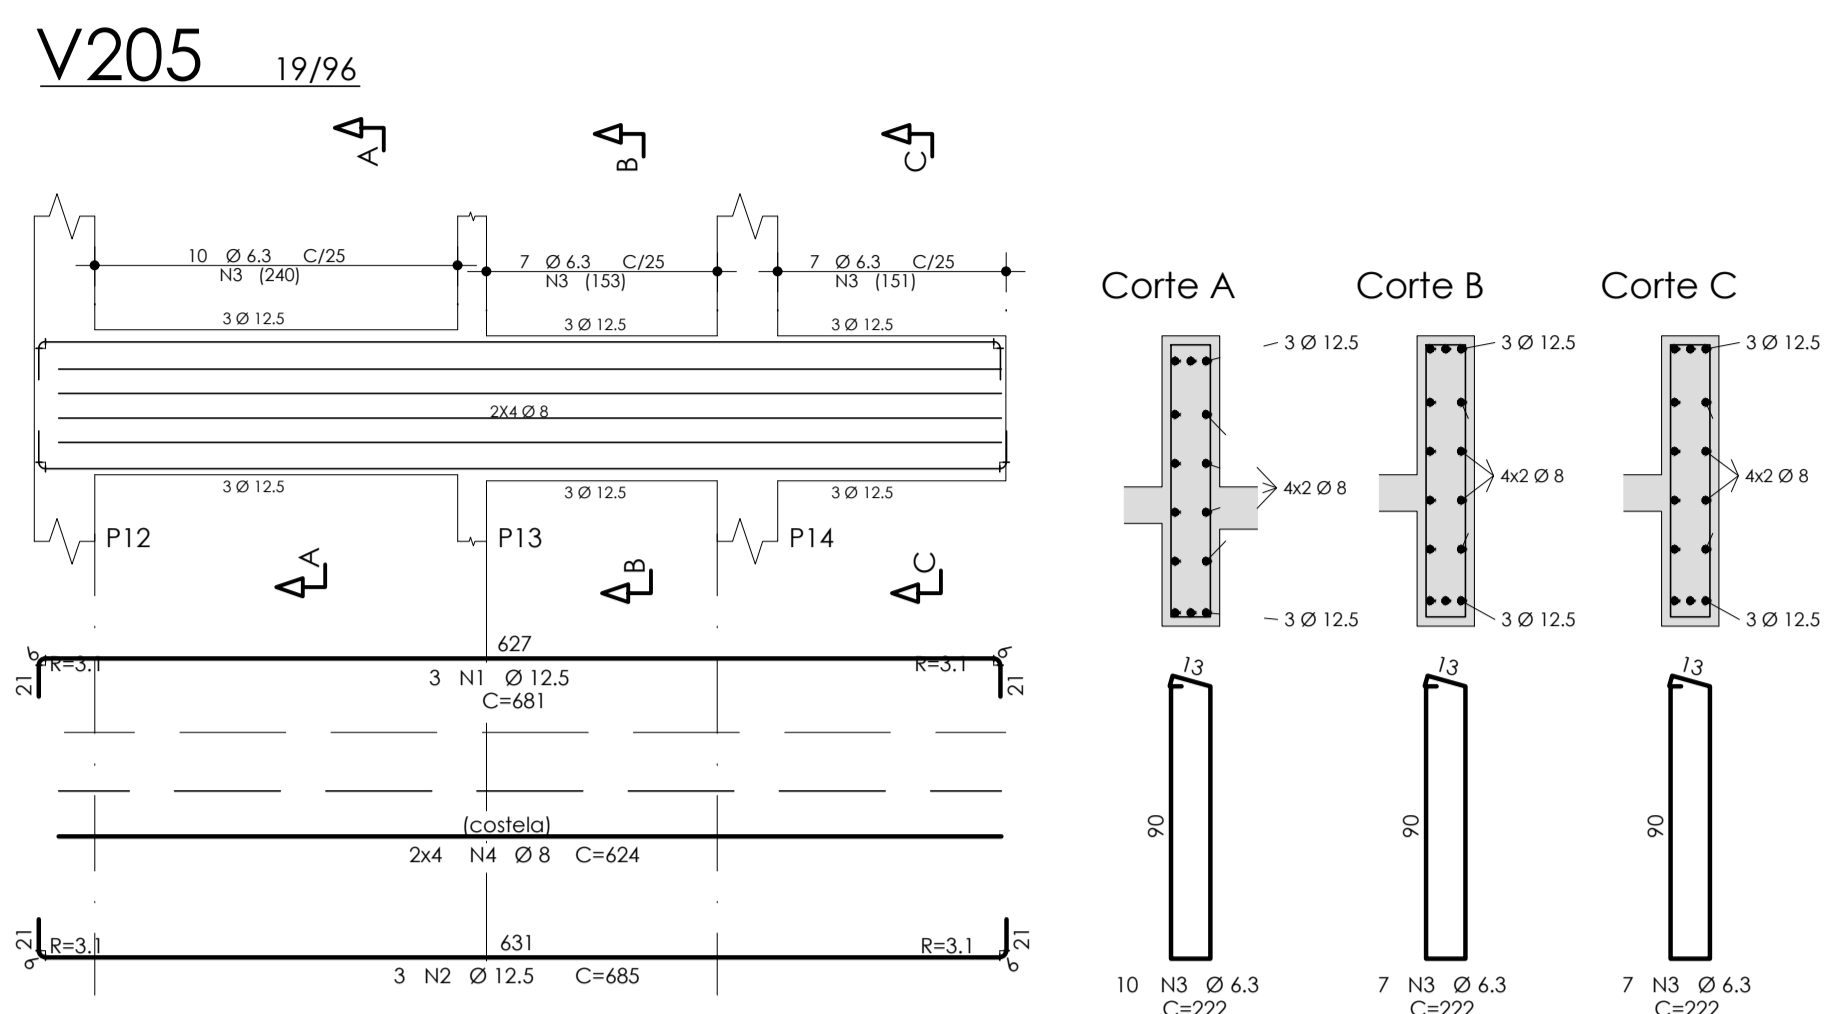 V205 19/96
A B C
10 Ø 6.3 C/25
N3 (240)
7 Ø 6.3 C/25
N3 (153)
7 Ø 6.3 C/25
N3 (151)
3 Ø 12.5
3 Ø 12.5
3 Ø 12.5
2X4 Ø 8
3 Ø 12.5
3 Ø 12.5
3 Ø 12.5
P12 P13 P14
A B C
627
9 R=3.1 R=3.1 9
21 21
3 N1 Ø 12.5
C=681
(costela)
2x4 N4 Ø 8 C=624
21 21
R=3.1 631 R=3.1
9 9
3 N2 Ø 12.5 C=685
Corte A
3 Ø 12.5
4x2 Ø 8
3 Ø 12.5
13
90
10 N3 Ø 6.3
C=222
Corte B
3 Ø 12.5
4x2 Ø 8
3 Ø 12.5
13
90
7 N3 Ø 6.3
C=222
Corte C
3 Ø 12.5
4x2 Ø 8
3 Ø 12.5
13
90
7 N3 Ø 6.3
C=222